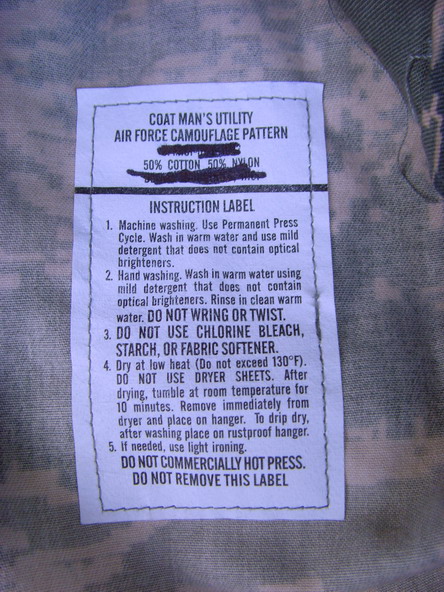 COAT MAN'S UTILITY
AIR FORCE CAMOUFLAGE PATTERN
50% COTTON 50% NYLON
INSTRUCTION LABEL
1. Machine washing. Use Permanent Press
Cycle. Wash in warm water and use mild
detergent that does not contain optical
brighteners.
2. Hand washing. Wash in warm water using
mild detergent that does not contain
optical brighteners. Rinse in clean warm
water. DO NOT WRING OR TWIST.
3. DO NOT USE CHLORINE BLEACH,
STARCH, OR FABRIC SOFTENER.
4. Dry at low heat (Do not exceed 130°F).
DO NOT USE DRYER SHEETS. After
drying, tumble at room temperature for
10 minutes. Remove immediately from
dryer and place on hanger. To drip dry,
after washing place on rustproof hanger.
5. If needed, use light ironing.
DO NOT COMMERCIALLY HOT PRESS.
DO NOT REMOVE THIS LABEL